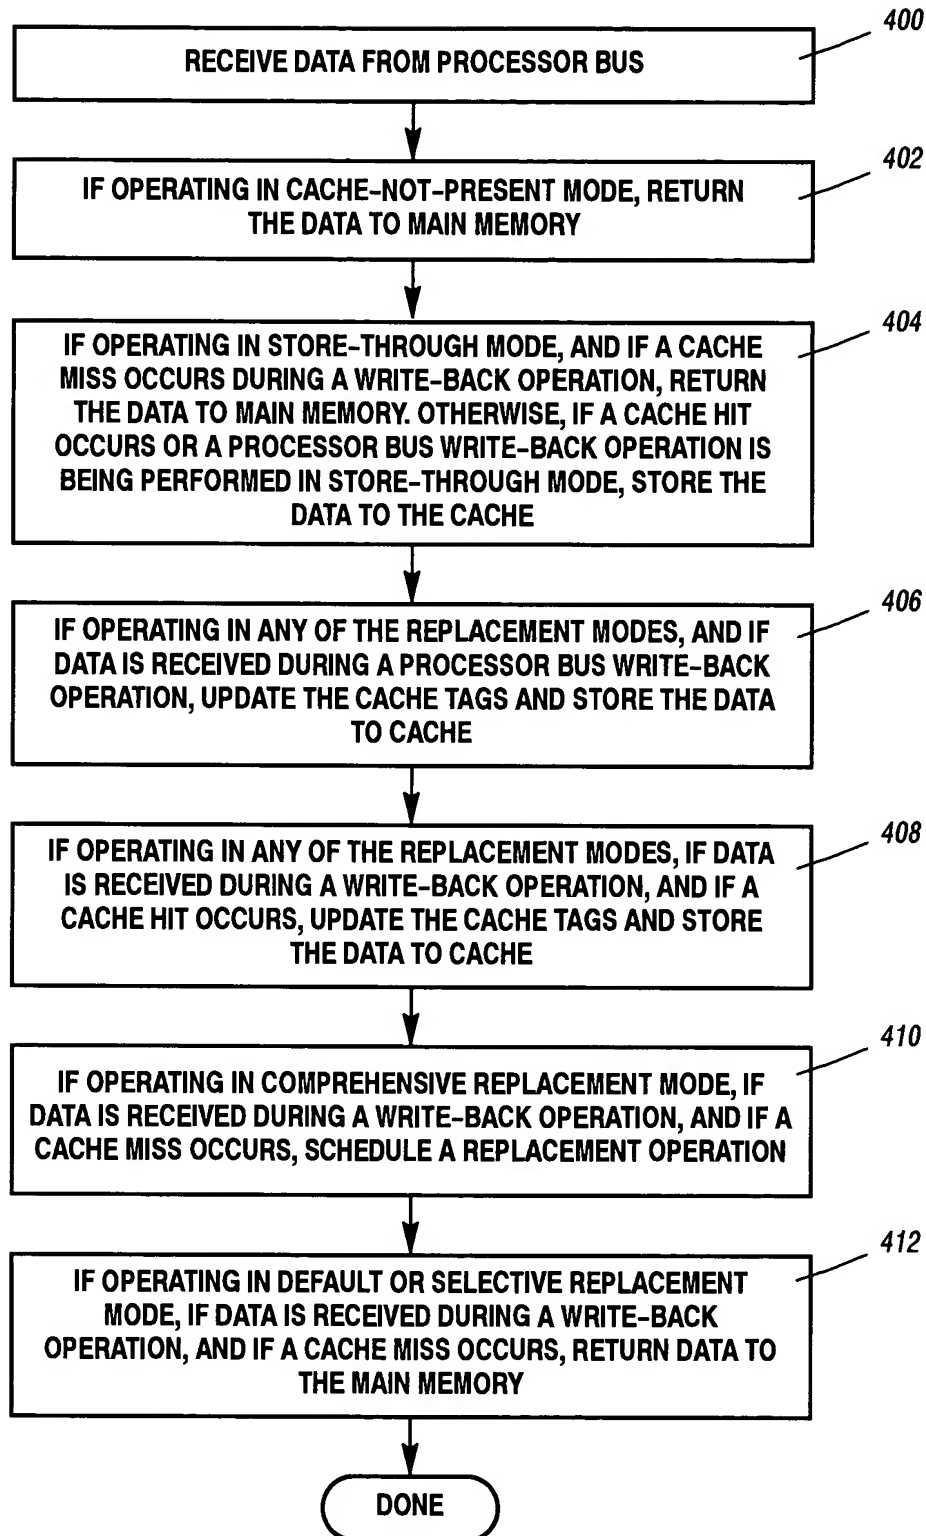 400
RECEIVE DATA FROM PROCESSOR BUS
402
IF OPERATING IN CACHE-NOT-PRESENT MODE, RETURN
THE DATA TO MAIN MEMORY
404
IF OPERATING IN STORE-THROUGH MODE, AND IF A CACHE
MISS OCCURS DURING A WRITE-BACK OPERATION, RETURN
THE DATA TO MAIN MEMORY. OTHERWISE, IF A CACHE HIT
OCCURS OR A PROCESSOR BUS WRITE-BACK OPERATION IS
BEING PERFORMED IN STORE-THROUGH MODE, STORE THE
DATA TO THE CACHE
406
IF OPERATING IN ANY OF THE REPLACEMENT MODES, AND IF
DATA IS RECEIVED DURING A PROCESSOR BUS WRITE-BACK
OPERATION, UPDATE THE CACHE TAGS AND STORE THE DATA
TO CACHE
408
IF OPERATING IN ANY OF THE REPLACEMENT MODES, IF DATA
IS RECEIVED DURING A WRITE-BACK OPERATION, AND IF A
CACHE HIT OCCURS, UPDATE THE CACHE TAGS AND STORE
THE DATA TO CACHE
410
IF OPERATING IN COMPREHENSIVE REPLACEMENT MODE, IF
DATA IS RECEIVED DURING A WRITE-BACK OPERATION, AND IF A
CACHE MISS OCCURS, SCHEDULE A REPLACEMENT OPERATION
412
IF OPERATING IN DEFAULT OR SELECTIVE REPLACEMENT
MODE, IF DATA IS RECEIVED DURING A WRITE-BACK
OPERATION, AND IF A CACHE MISS OCCURS, RETURN DATA TO
THE MAIN MEMORY
DONE